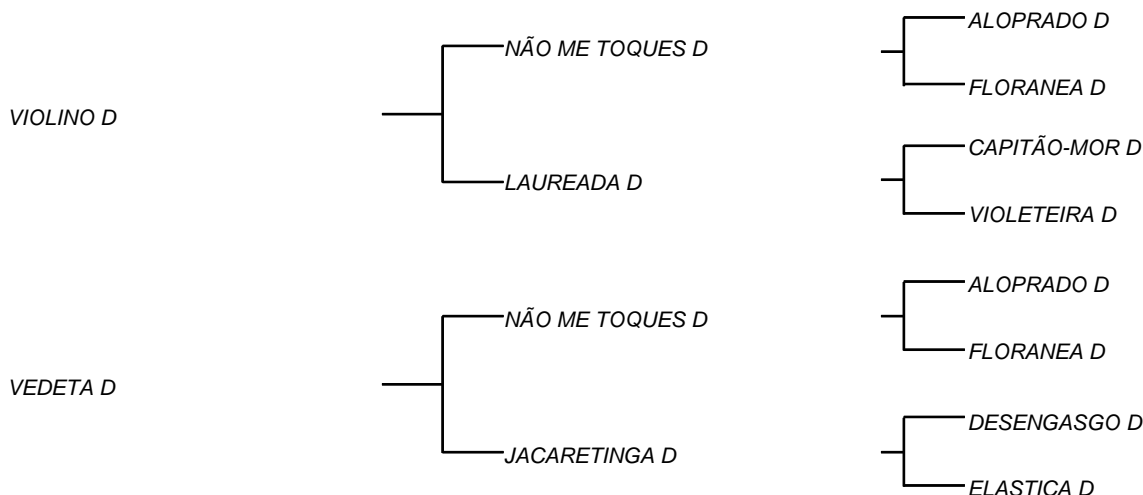 ALOPRADO D
NÃO ME TOQUES D
FLORANEA D
VIOLINO D
CAPITÃO-MOR D
LAUREADA D
VIOLETEIRA D
ALOPRADO D
NÃO ME TOQUES D
FLORANEA D
VEDETA D
DESENGASGO D
JACARETINGA D
ELASTICA D